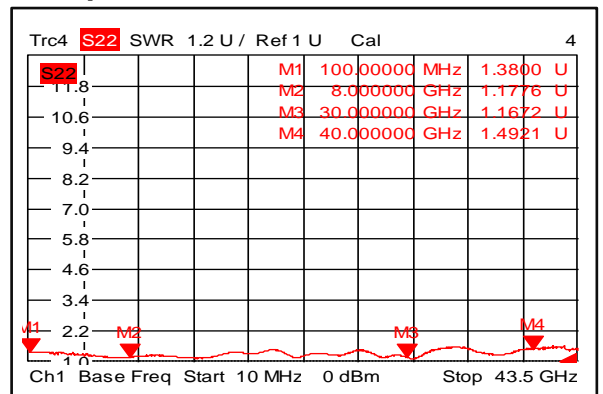 Trc4 S22 SWR 1.2 U / Ref 1 U Cal 4
S22
M1 100.00000 MHz 1.3800 U
11.8
M2 8.000000 GHz 1.1776 U
10.6
M3 30.000000 GHz 1.1672 U
M4 40.000000 GHz 1.4921 U
9.4
8.2
7.0
5.8
4.6
3.4
M1 M2 M3 M4
2.2
1.0
Ch1 Base Freq Start 10 MHz 0 dBm Stop 43.5 GHz